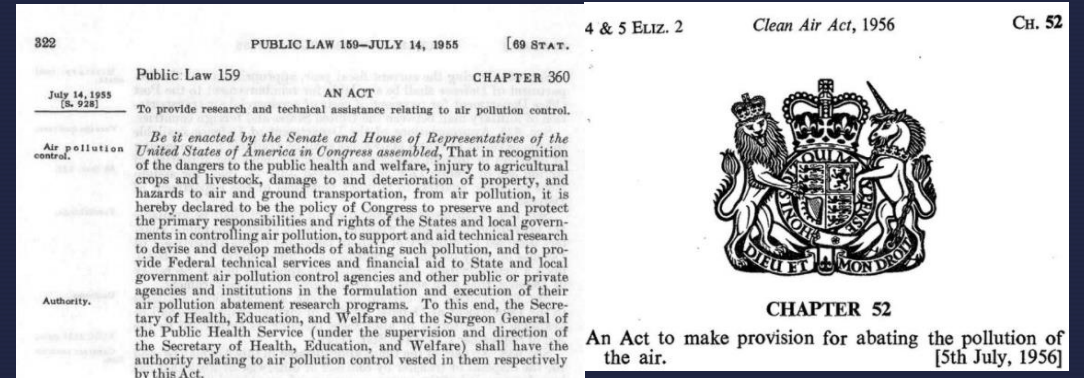 322
PUBLIC LAW 159—JULY 14, 1955
[69 STAT.
Public Law 159
CHAPTER 360
July 14, 1955
[S. 928]
AN ACT
To provide research and technical assistance relating to air pollution control.
Air pollution
control.
Be it enacted by the Senate and House of Representatives of the
United States of America in Congress assembled, That in recognition
of the dangers to the public health and welfare, injury to agricultural
crops and livestock, damage to and deterioration of property, and
hazards to air and ground transportation, from air pollution, it is
hereby declared to be the policy of Congress to preserve and protect
the primary responsibilities and rights of the States and local govern-
ments in controlling air pollution, to support and aid technical research
to devise and develop methods of abating such pollution, and to pro-
vide Federal technical services and financial aid to State and local
government air pollution control agencies and other public or private
agencies and institutions in the formulation and execution of their
Authority.
air pollution abatement research programs. To this end, the Secre-
tary of Health, Education, and Welfare and the Surgeon General of
the Public Health Service (under the supervision and direction of
the Secretary of Health, Education, and Welfare) shall have the
authority relating to air pollution control vested in them respectively
by this Act.
4 & 5 ELIZ. 2
Clean Air Act, 1956
CH. 52
HONI SOIT QUI MAL Y PENSE
DIEU ET MON DROIT
CHAPTER 52
An Act to make provision for abating the pollution of
the air. [5th July, 1956]